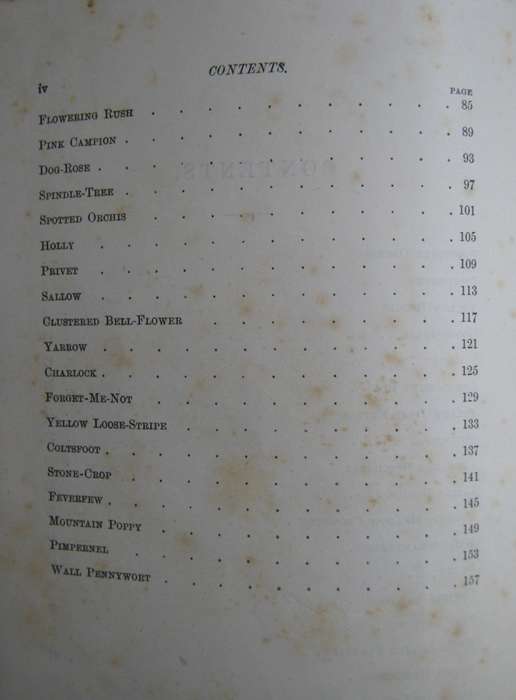 CONTENTS.
iv
PAGE
FLOWERING RUSH . . . . . . . . . . . 85
PINK CAMPION . . . . . . . . . . . . 89
DOG-ROSE . . . . . . . . . . . . . 93
SPINDLE-TREE . . . . . . . . . . . . 97
SPOTTED ORCHIS . . . . . . . . . . . 101
HOLLY . . . . . . . . . . . . . 105
PRIVET . . . . . . . . . . . . . 109
SALLOW . . . . . . . . . . . . . 113
CLUSTERED BELL-FLOWER . . . . . . . . . 117
YARROW . . . . . . . . . . . . . 121
CHARLOCK . . . . . . . . . . . . . 125
FORGET-ME-NOT . . . . . . . . . . . 129
YELLOW LOOSE-STRIPE . . . . . . . . . . 133
COLTSFOOT . . . . . . . . . . . . . 137
STONE-CROP . . . . . . . . . . . . 141
FEVERFEW . . . . . . . . . . . . . 145
MOUNTAIN POPPY . . . . . . . . . . . 149
PIMPERNEL . . . . . . . . . . . . 153
WALL PENNYWORT . . . . . . . . . . . 157